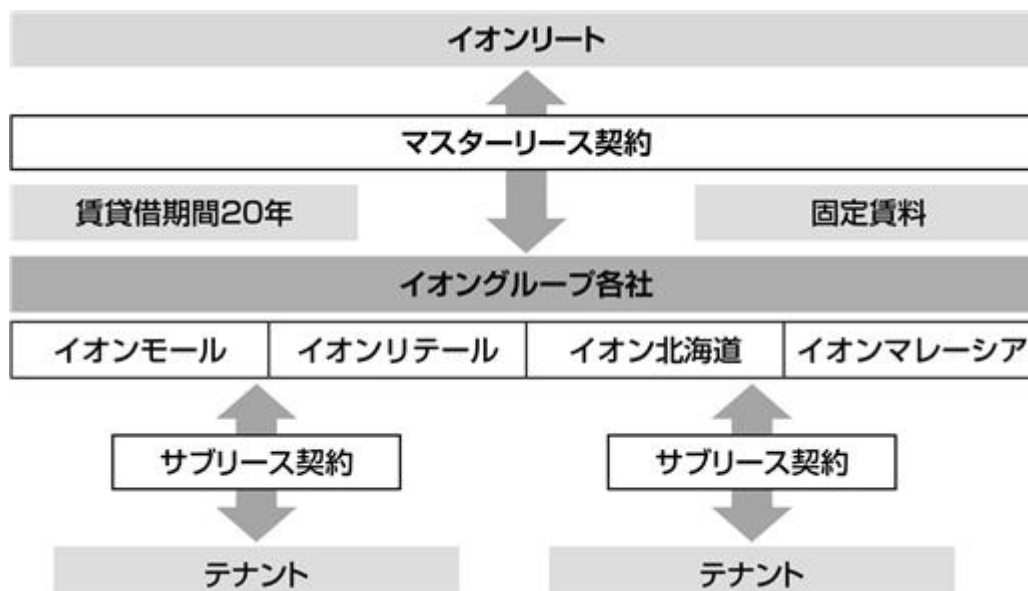 イオンリート
マスターリース契約
賃貸借期間20年
固定賃料
イオングループ各社
イオンモール
イオンリテール
イオン北海道
イオンマレーシア
サブリース契約
サブリース契約
テナント
テナント